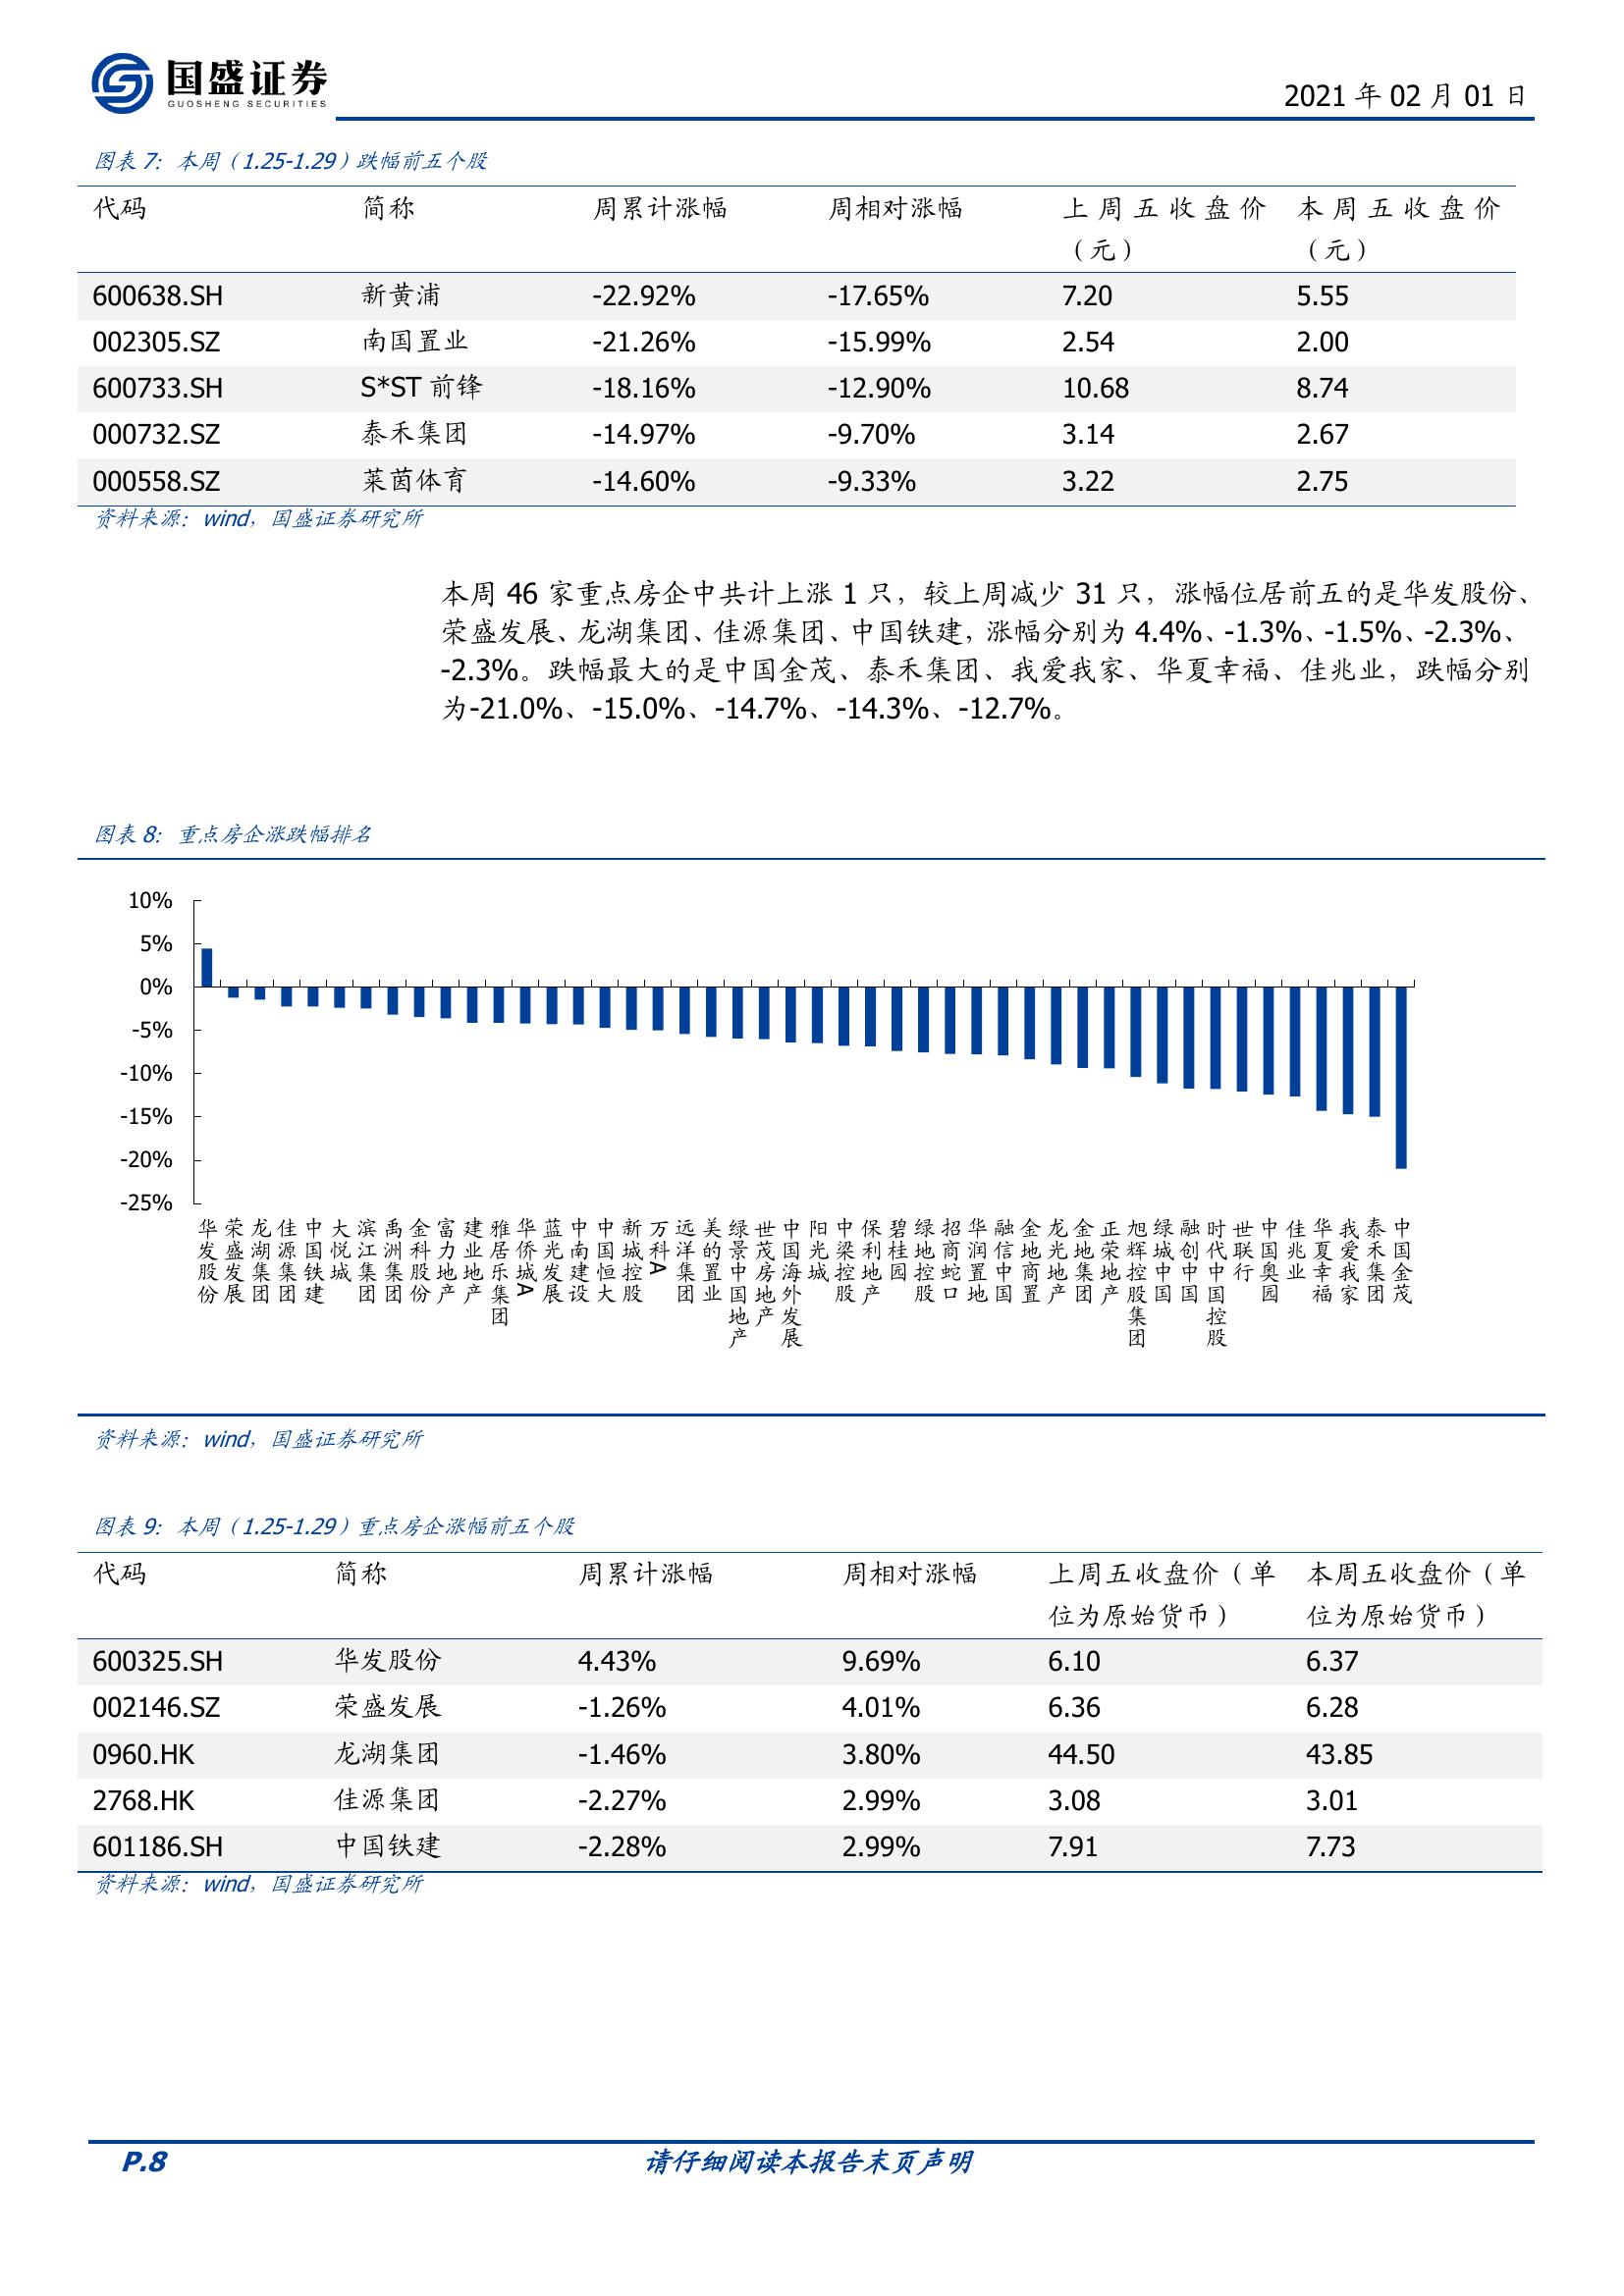 国盛证券
GUOSHENG SECURITIES
2021 年 02 月 01 日
图表 7：本周（1.25-1.29）跌幅前五个股
代码 简称 周累计涨幅 周相对涨幅 上周五收盘价 本周五收盘价
（元） （元）
600638.SH 新黄浦 -22.92% -17.65% 7.20 5.55
002305.SZ 南国置业 -21.26% -15.99% 2.54 2.00
600733.SH S*ST 前锋 -18.16% -12.90% 10.68 8.74
000732.SZ 泰禾集团 -14.97% -9.70% 3.14 2.67
000558.SZ 莱茵体育 -14.60% -9.33% 3.22 2.75
资料来源：wind，国盛证券研究所
本周 46 家重点房企中共计上涨 1 只，较上周减少 31 只，涨幅位居前五的是华发股份、
荣盛发展、龙湖集团、佳源集团、中国铁建，涨幅分别为 4.4%、-1.3%、-1.5%、-2.3%、
-2.3%。跌幅最大的是中国金茂、泰禾集团、我爱我家、华夏幸福、佳兆业，跌幅分别
为-21.0%、-15.0%、-14.7%、-14.3%、-12.7%。
图表 8：重点房企涨跌幅排名
10%
5%
0%
-5%
-10%
-15%
-20%
-25%
华发股份
荣盛发展
龙湖集团
佳源集团
中国铁建
大悦城
滨江集团
禹洲集团
金科股份
富力地产
建业地产
雅居乐集团
华侨城A
蓝光发展
中南建设
中国恒大
新城控股
万科A
远洋集团
美的置业
绿景中国地产
世茂房地产
中国海外发展
阳光城
中梁控股
保利地产
碧桂园
绿地控股
招商蛇口
华润置地
融信中国
金地商置
龙光地产
金地集团
正荣地产
旭辉控股集团
绿城中国
融创中国
时代中国控股
世联行
中国奥园
佳兆业
华夏幸福
我爱我家
泰禾集团
中国金茂
资料来源：wind，国盛证券研究所
图表 9：本周（1.25-1.29）重点房企涨幅前五个股
代码 简称 周累计涨幅 周相对涨幅 上周五收盘价（单 本周五收盘价（单
位为原始货币） 位为原始货币）
600325.SH 华发股份 4.43% 9.69% 6.10 6.37
002146.SZ 荣盛发展 -1.26% 4.01% 6.36 6.28
0960.HK 龙湖集团 -1.46% 3.80% 44.50 43.85
2768.HK 佳源集团 -2.27% 2.99% 3.08 3.01
601186.SH 中国铁建 -2.28% 2.99% 7.91 7.73
资料来源：wind，国盛证券研究所
P.8 请仔细阅读本报告末页声明